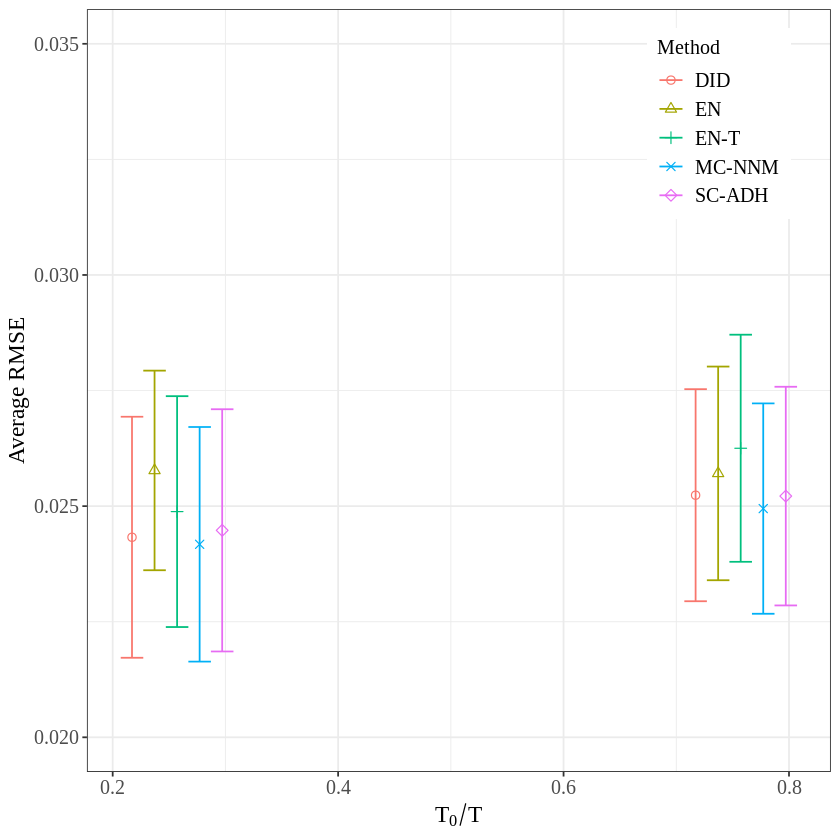 0.035
0.030
0.025
0.020
Average RMSE
Method
DID
EN
EN-T
MC-NNM
SC-ADH
0.2 0.4 0.6 0.8
T₀/T